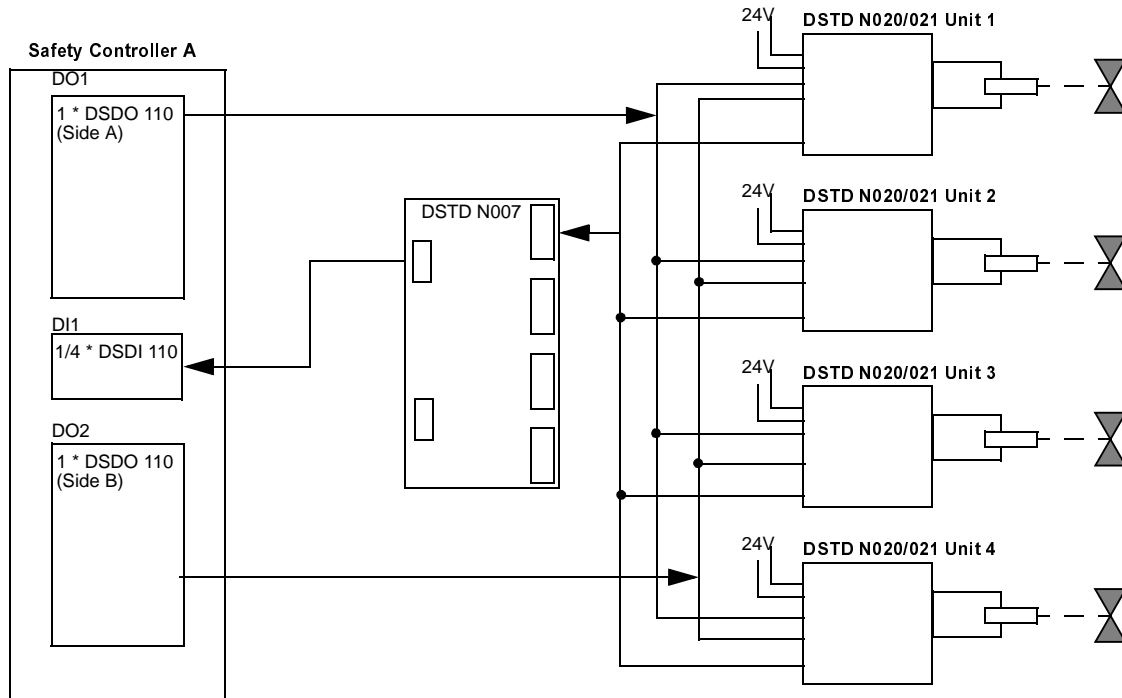 Safety Controller A
DO1
1 * DSDO 110
(Side A)
DI1
1/4 * DSDI 110
DO2
1 * DSDO 110
(Side B)
DSTD N007
24V
DSTD N020/021 Unit 1
24V
DSTD N020/021 Unit 2
24V
DSTD N020/021 Unit 3
24V
DSTD N020/021 Unit 4